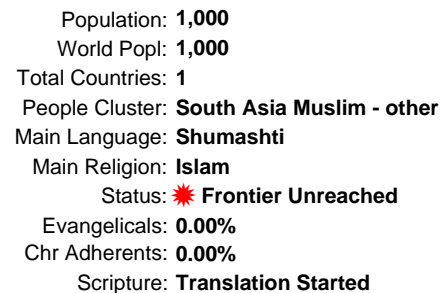 Population: 1,000
World Popl: 1,000
Total Countries: 1
People Cluster: South Asia Muslim - other
Main Language: Shumashti
Main Religion: Islam
Status: Frontier Unreached
Evangelicals: 0.00%
Chr Adherents: 0.00%
Scripture: Translation Started